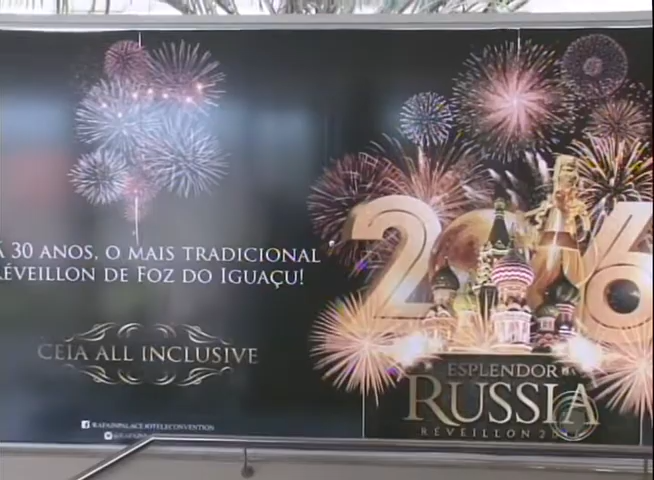 Á 30 ANOS, O MAIS TRADICIONAL
RÉVEILLON DE FOZ DO IGUAÇU!
CEIA ALL INCLUSIVE
2016
ESPLENDOR
RUSSIA
RÉVEILLON